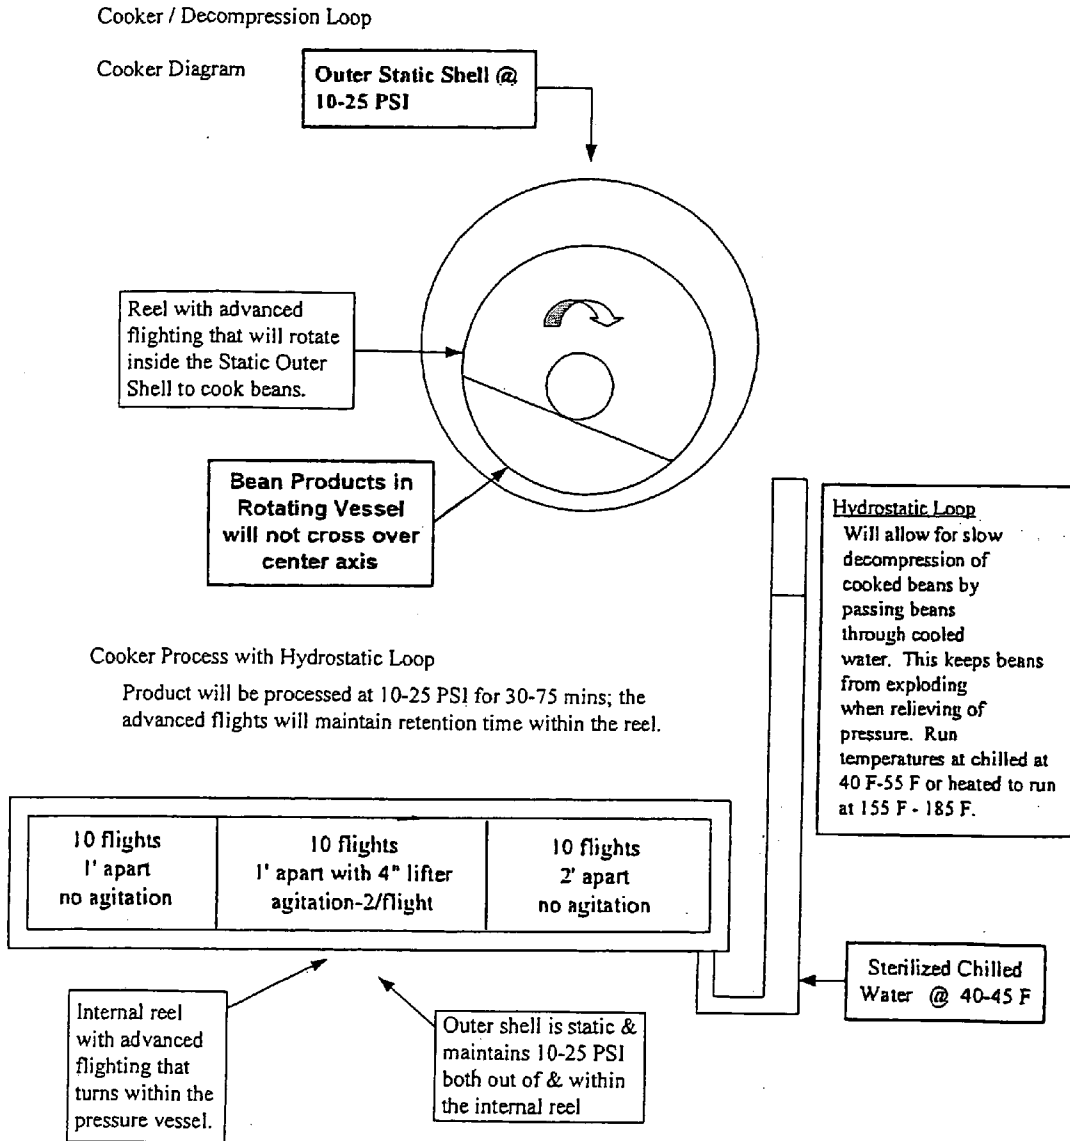 Cooker / Decompression Loop
Cooker Diagram
Outer Static Shell @
10-25 PSI
Reel with advanced
flighting that will rotate
inside the Static Outer
Shell to cook beans.
Bean Products in
Rotating Vessel
will not cross over
center axis
Hydrostatic Loop
Will allow for slow
decompression of
cooked beans by
passing beans
through cooled
water. This keeps beans
from exploding
when relieving of
pressure. Run
temperatures at chilled at
40 F-55 F or heated to run
at 155 F - 185 F.
Cooker Process with Hydrostatic Loop
Product will be processed at 10-25 PSI for 30-75 mins; the
advanced flights will maintain retention time within the reel.
10 flights
1' apart
no agitation
10 flights
1' apart with 4" lifter
agitation-2/flight
10 flights
2' apart
no agitation
Sterilized Chilled
Water @ 40-45 F
Internal reel
with advanced
flighting that
turns within the
pressure vessel.
Outer shell is static &
maintains 10-25 PSI
both out of & within
the internal reel